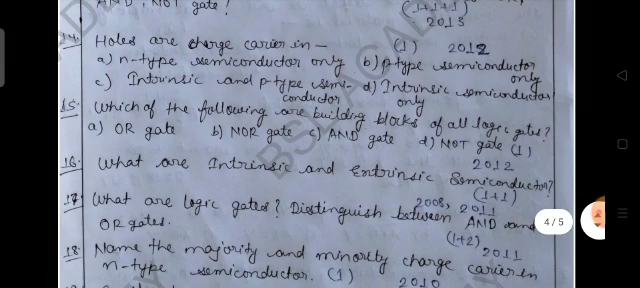 AND, NOT gate? (1+1+1)
2013
14. Holes are charge carier in — (1) 2012
a) n-type semiconductor only b) p type semiconductor only
c) Intrinsic and p-type semi-conductor d) Intrinsic semiconductor only
15. Which of the following are building blocks of all logic gates?
a) OR gate b) NOR gate c) AND gate d) NOT gate (1)
2012
16. What are Intrinsic and Extrinsic Semiconductor?
(1+1)
2008, 2011
17. What are logic gates? Distinguish between AND and
OR gates. (1+2)
2011
18. Name the majority and minority charge carier in
n-type semiconductor. (1) 2010
4/5